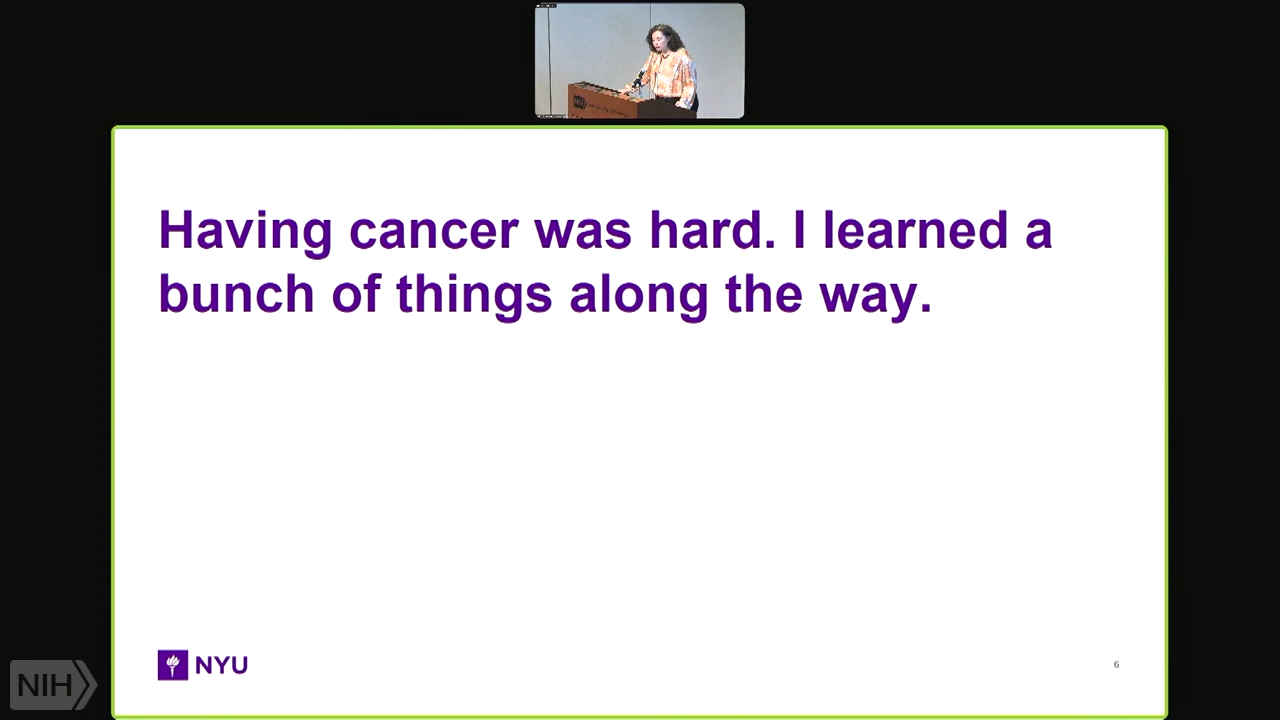 Having cancer was hard. I learned a
bunch of things along the way.
NYU
6
NIH